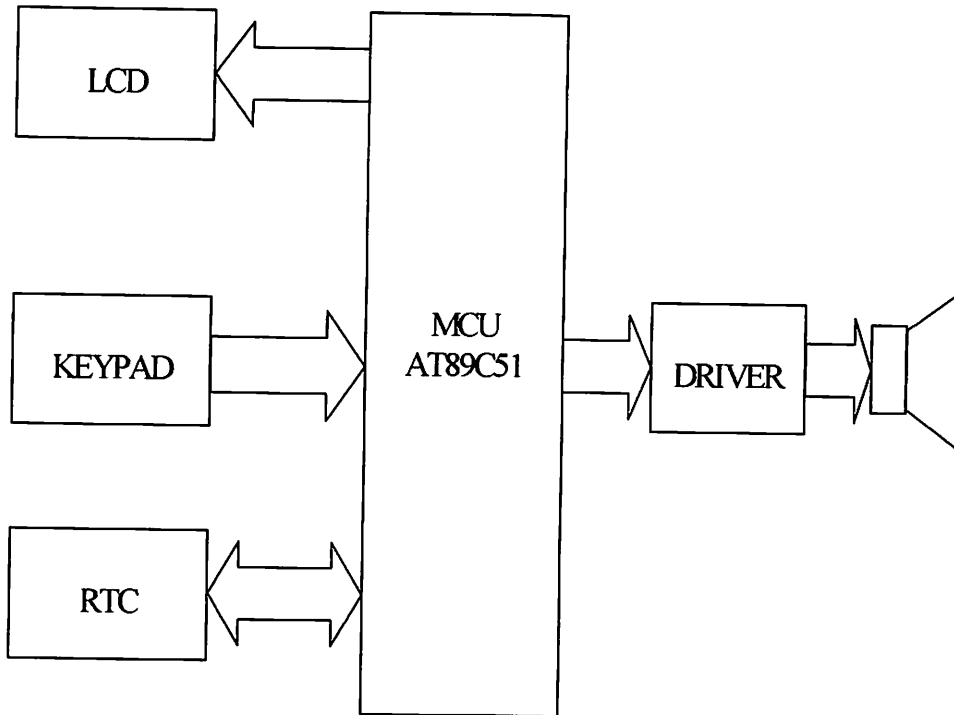 LCD
KEYPAD
RTC
MCU
AT89C51
DRIVER